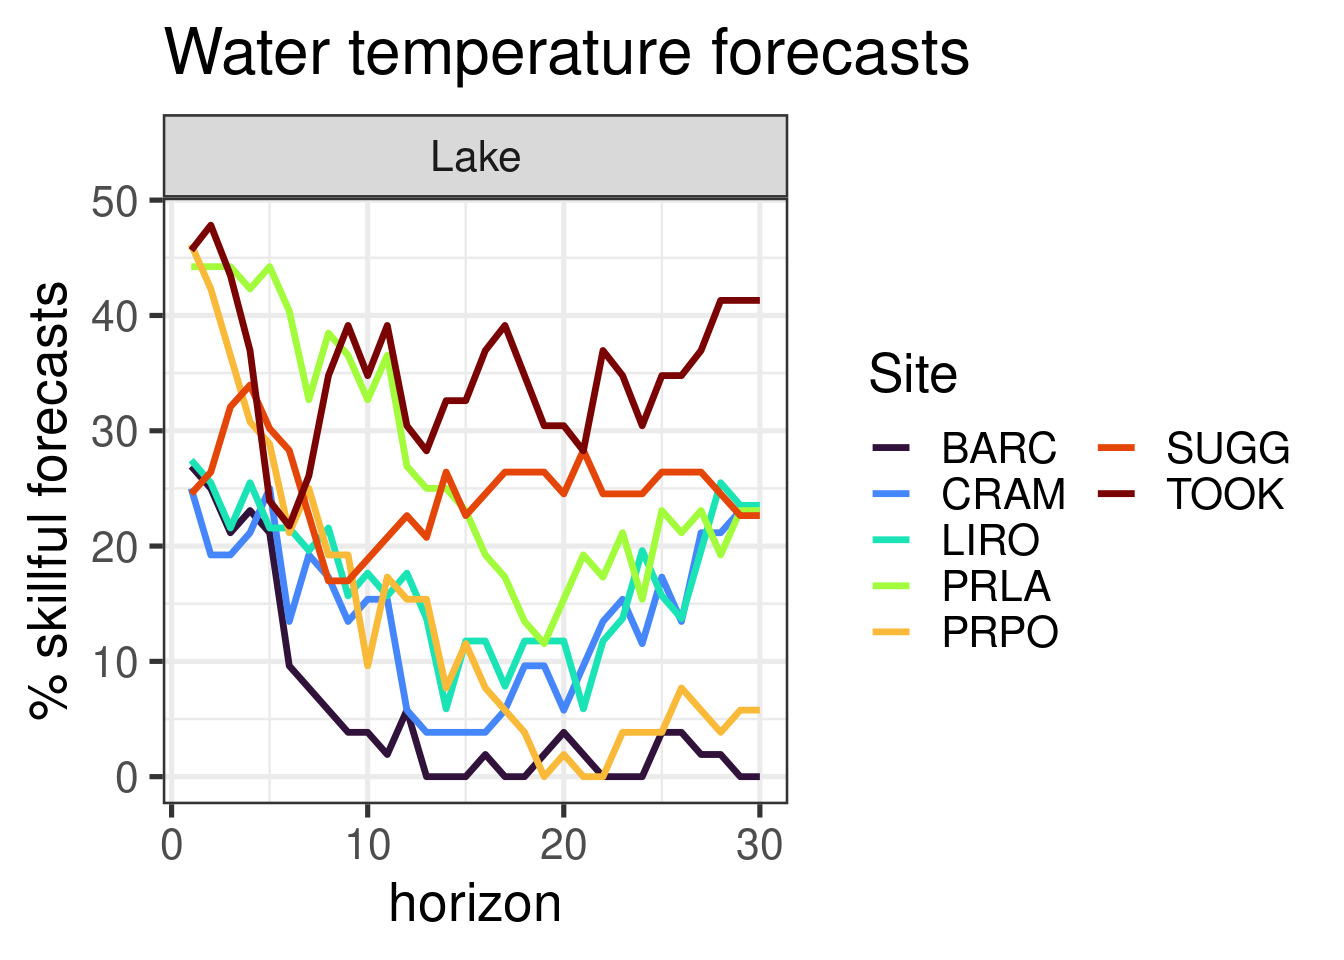 Water temperature forecasts
Lake
% skillful forecasts
50
40
30
20
10
0
0 10 20 30
horizon
Site
BARC SUGG
CRAM TOOK
LIRO
PRLA
PRPO